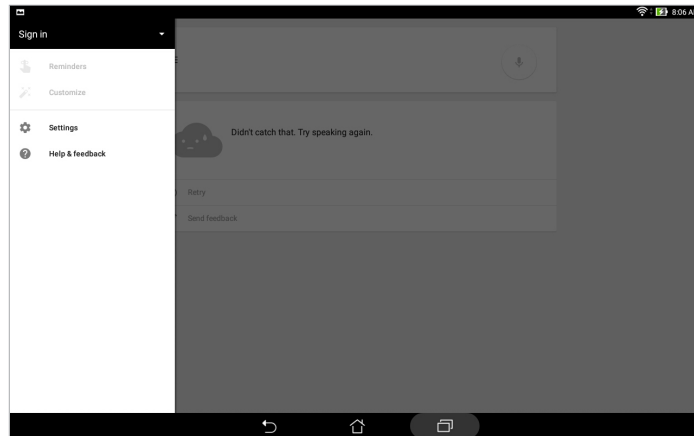 8:06 A
Sign in
Reminders
Customize
Settings
Help & feedback
Didn't catch that. Try speaking again.
Retry
Send feedback